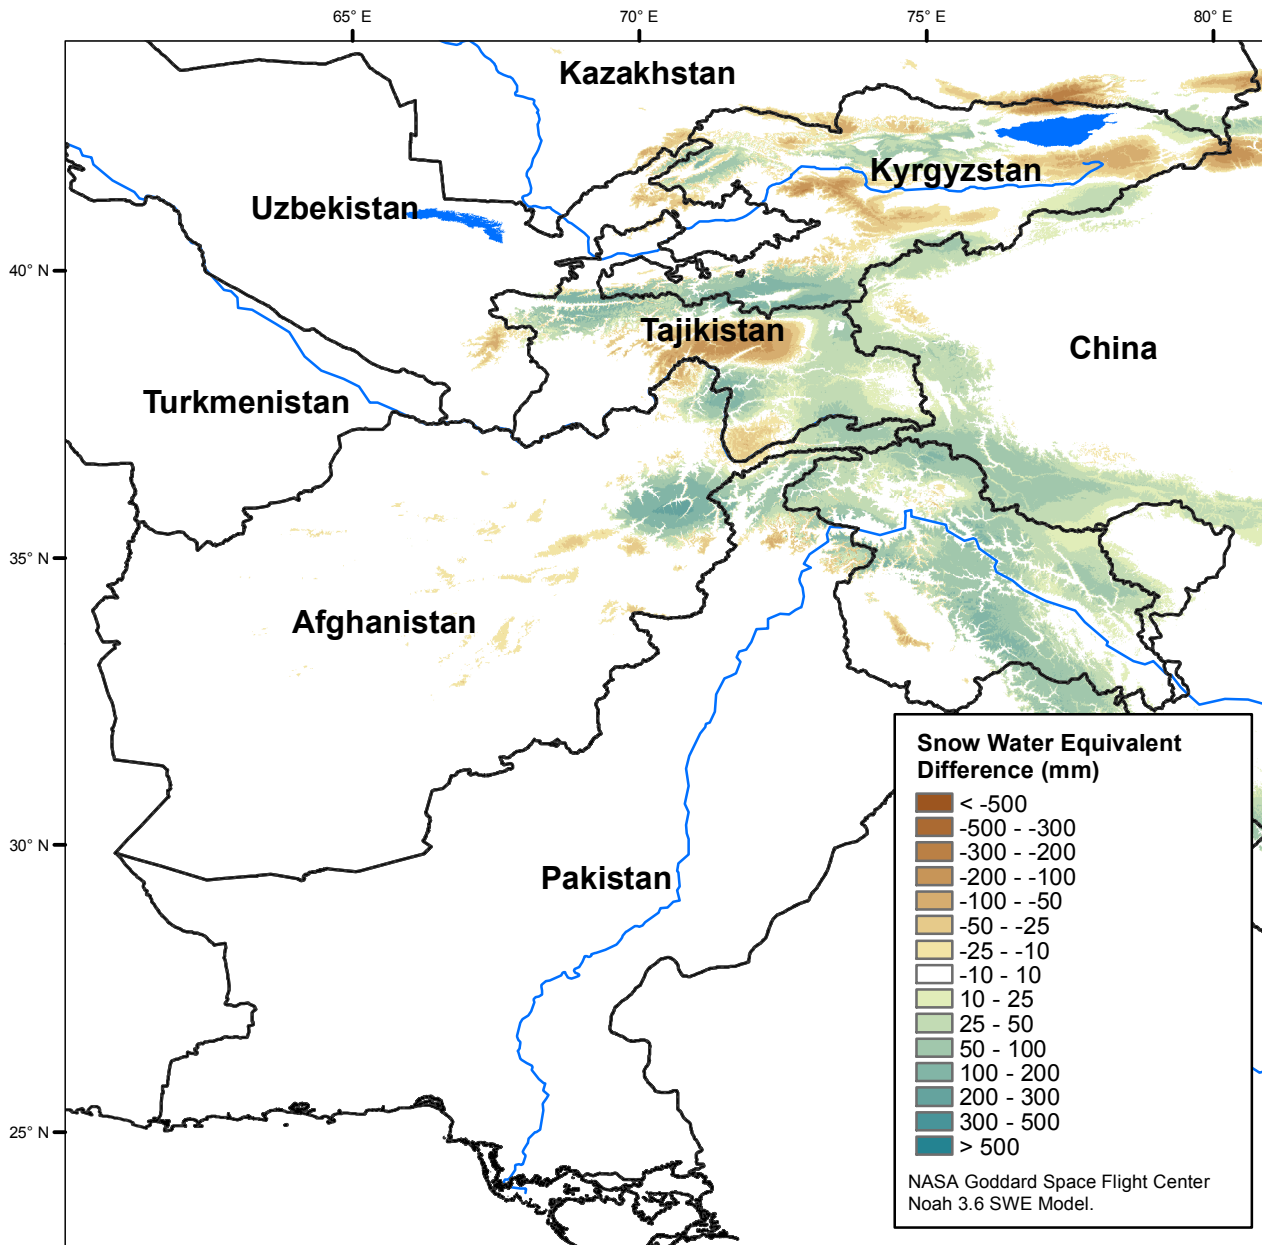 65° E
70° E
75° E
80° E
Kazakhstan
Kyrgyzstan
Uzbekistan
40° N
Tajikistan
China
Turkmenistan
35° N
Afghanistan
30° N
Pakistan
25° N
Snow Water Equivalent
Difference (mm)
< -500
-500 - -300
-300 - -200
-200 - -100
-100 - -50
-50 - -25
-25 - -10
-10 - 10
10 - 25
25 - 50
50 - 100
100 - 200
200 - 300
300 - 500
> 500
NASA Goddard Space Flight Center
Noah 3.6 SWE Model.